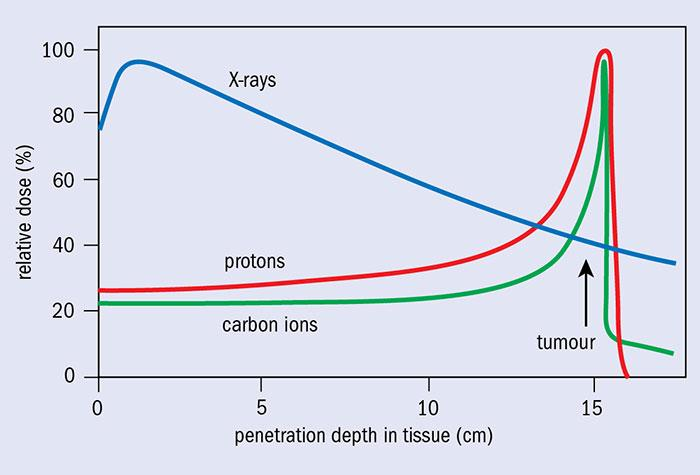 100
X-rays
80
relative dose (%)
60
40
protons
20
carbon ions
tumour
0
0
5
10
15
penetration depth in tissue (cm)